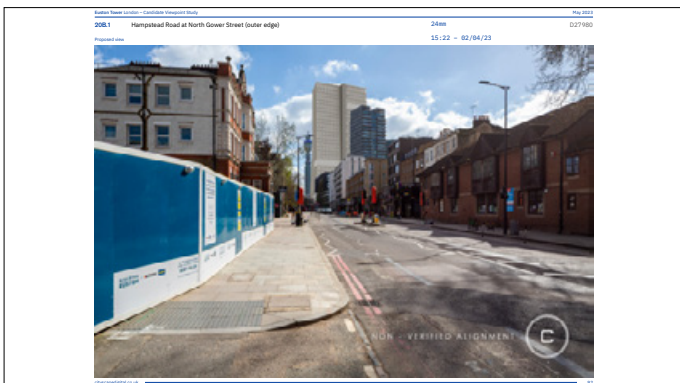 Euston Tower London – Candidate Viewpoint Study
May 2023
20B.1 Hampstead Road at North Gower Street (outer edge)
24mm
D27980
Proposed view
15:22 – 02/04/23
NON - VERIFIED ALIGNMENT
C